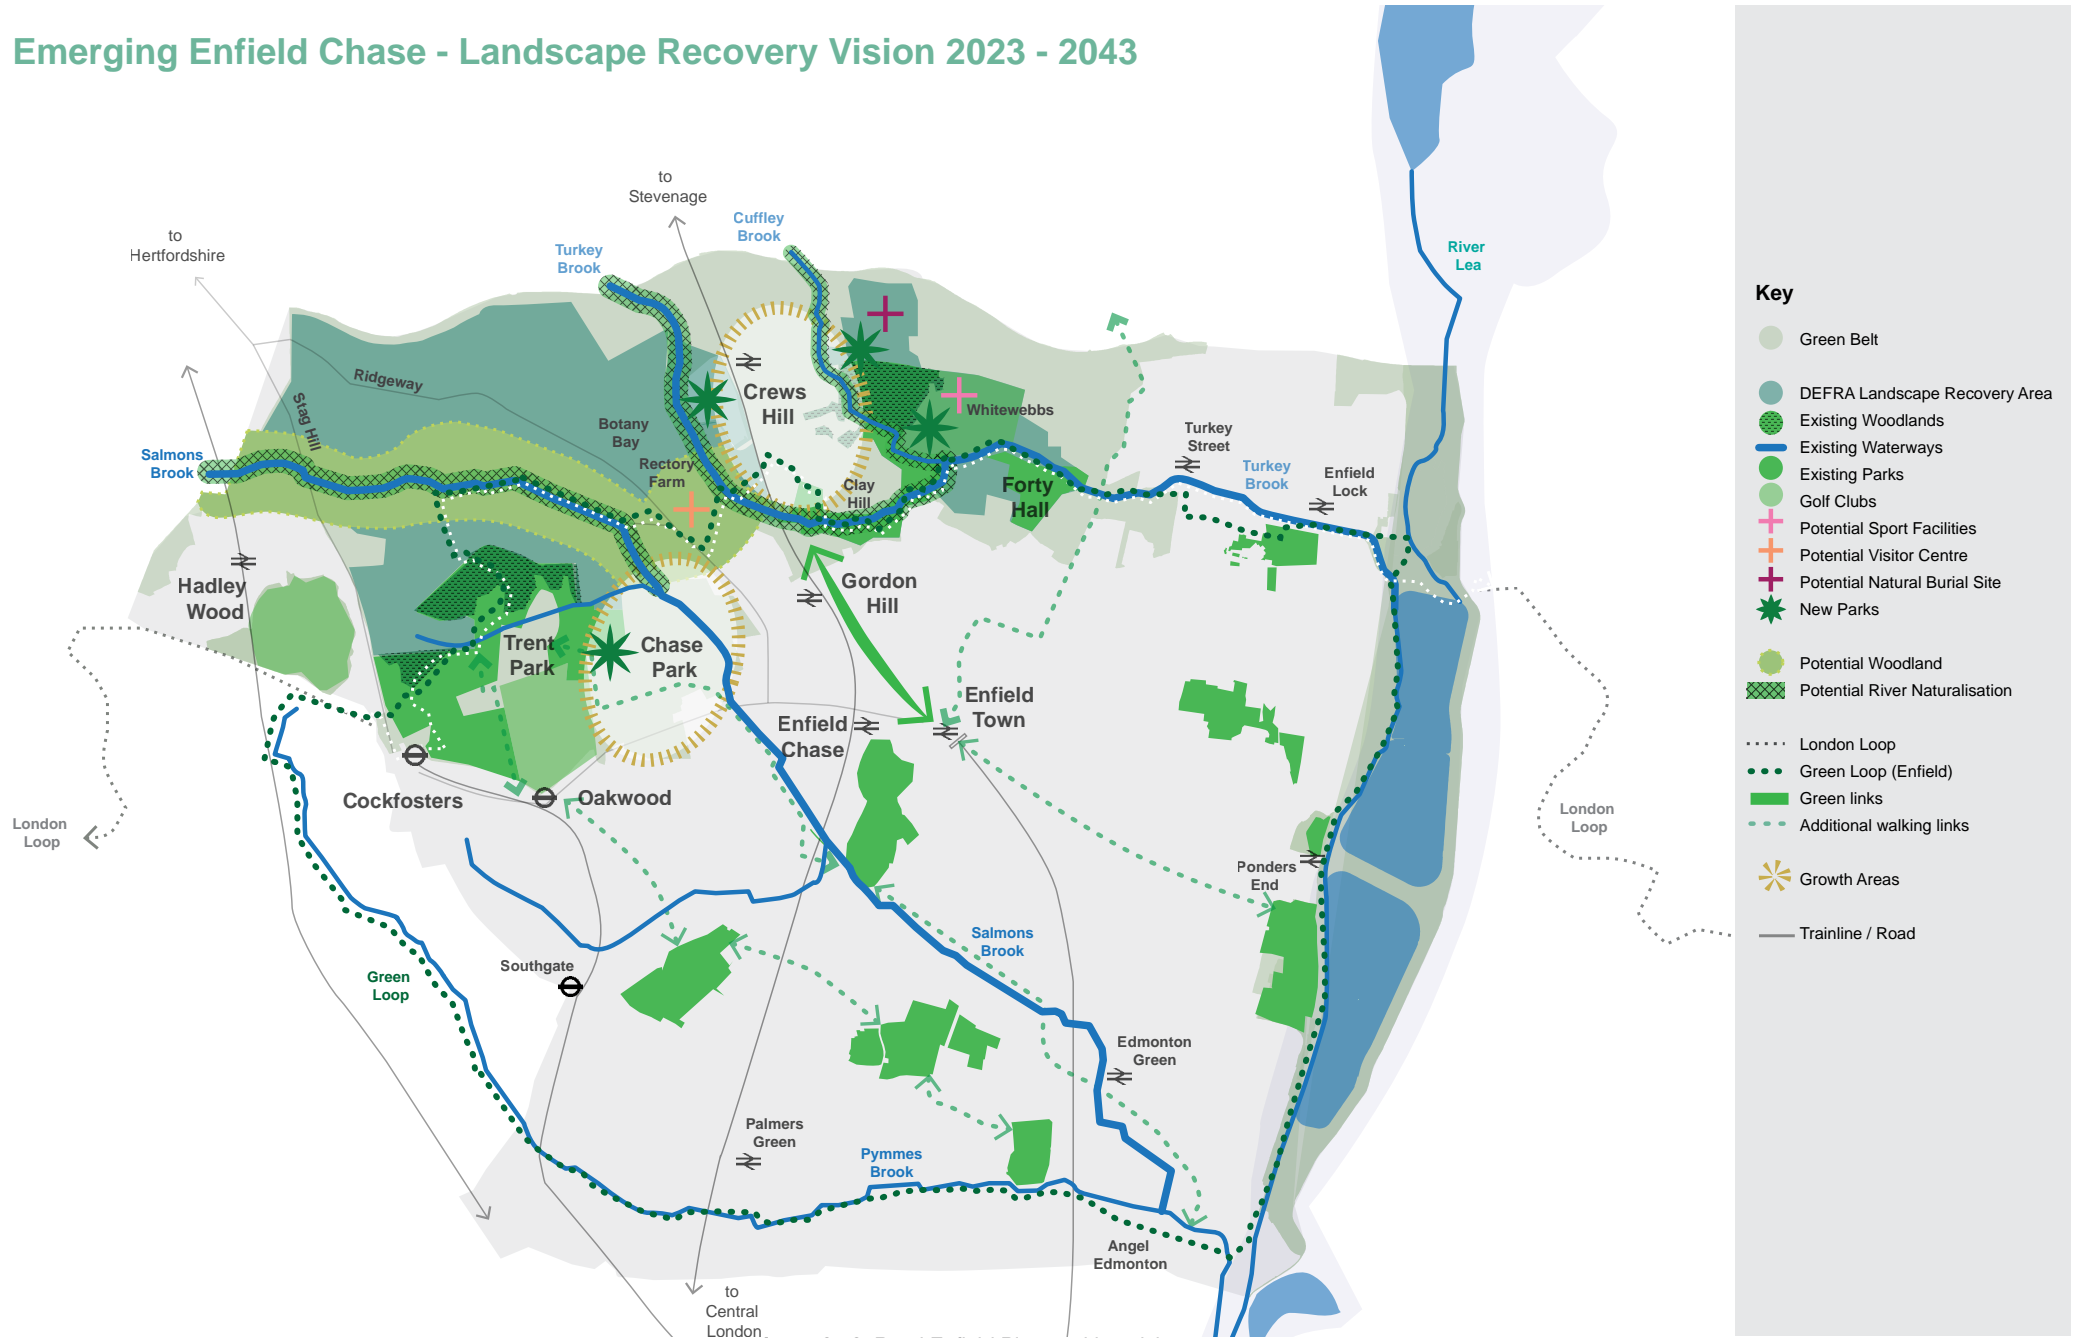 Emerging Enfield Chase - Landscape Recovery Vision 2023 - 2043
to
Stevenage
Cuffley
Brook
to
Hertfordshire
Turkey
Brook
River
Lea
Ridgeway
Stag Hill
Crews
Hill
Whitewebbs
Botany
Bay
Rectory
Farm
Salmons
Brook
Clay
Hill
Forty
Hall
Turkey
Street
Turkey
Brook
Enfield
Lock
Hadley
Wood
Gordon
Hill
Trent
Park
Chase
Park
Enfield
Town
Enfield
Chase
Cockfosters
Oakwood
London
Loop
London
Loop
Ponders
End
Salmons
Brook
Southgate
Green
Loop
Edmonton
Green
Palmers
Green
Pymmes
Brook
Angel
Edmonton
to
Central
London
Key
Green Belt
DEFRA Landscape Recovery Area
Existing Woodlands
Existing Waterways
Existing Parks
Golf Clubs
Potential Sport Facilities
Potential Visitor Centre
Potential Natural Burial Site
New Parks
Potential Woodland
Potential River Naturalisation
London Loop
Green Loop (Enfield)
Green links
Additional walking links
Growth Areas
Trainline / Road